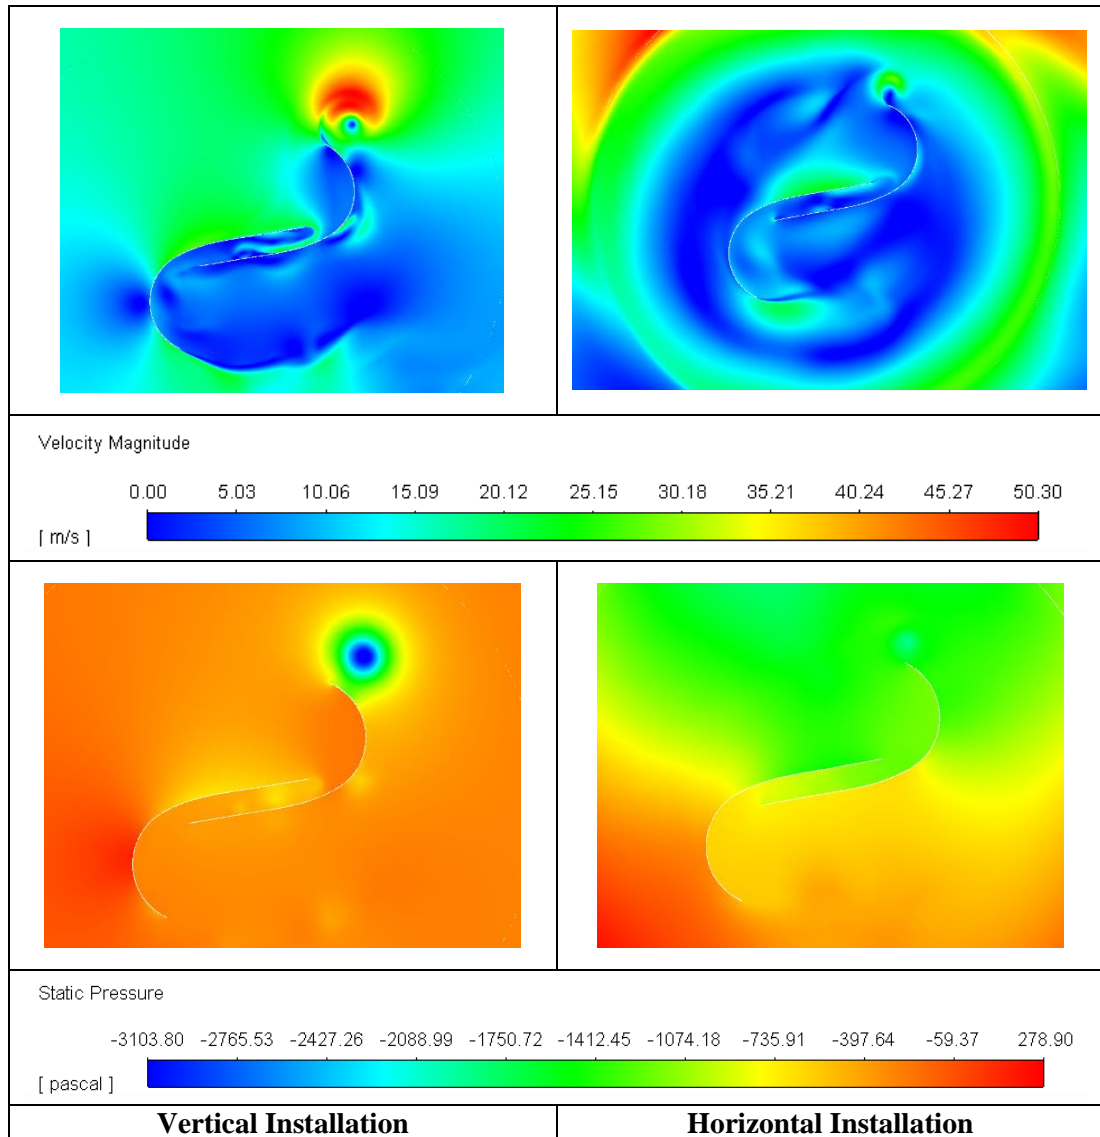 Velocity Magnitude
0.00 5.03 10.06 15.09 20.12 25.15 30.18 35.21 40.24 45.27 50.30
[ m/s ]
Static Pressure
-3103.80 -2765.53 -2427.26 -2088.99 -1750.72 -1412.45 -1074.18 -735.91 -397.64 -59.37 278.90
[ pascal ]
Vertical Installation Horizontal Installation